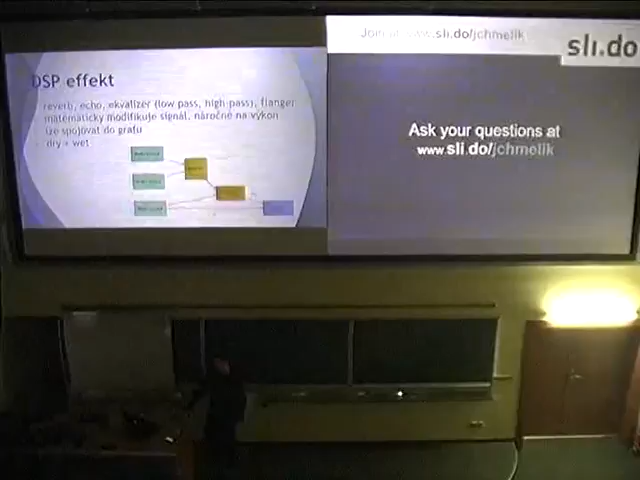 DSP effekt
reverb, echo, ekvalizer (low pass, high-pass), flanger
matematicky modifikuje signál, náročné na výkon
lze spojovat do grafu
dry + wet
Join at www.sli.do/jchmelik
sli.do
Ask your questions at
www.sli.do/jchmelik